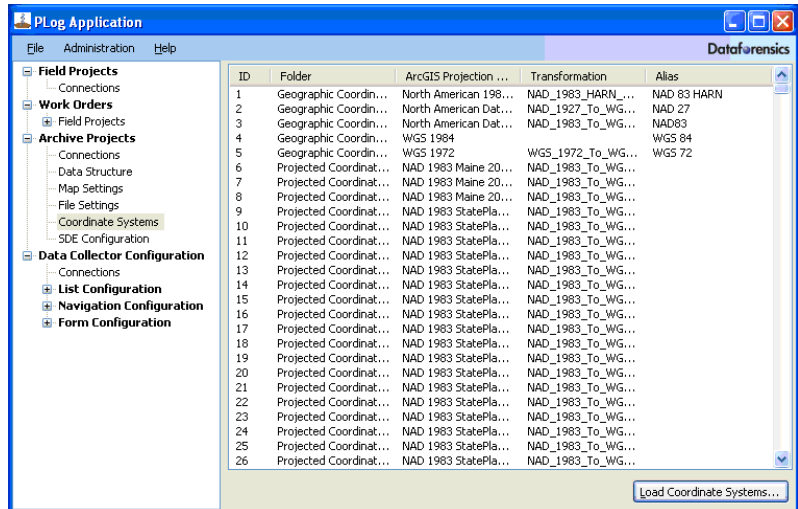 PLog Application
File Administration Help
Dataforensics
Field Projects
Connections
Work Orders
Field Projects
Archive Projects
Connections
Data Structure
Map Settings
File Settings
Coordinate Systems
SDE Configuration
Data Collector Configuration
Connections
List Configuration
Navigation Configuration
Form Configuration
ID Folder ArcGIS Projection ... Transformation Alias
1 Geographic Coordin... North American 198... NAD_1983_HARN_... NAD 83 HARN
2 Geographic Coordin... North American Dat... NAD_1927_To_WG... NAD 27
3 Geographic Coordin... North American Dat... NAD_1983_To_WG... NAD83
4 Geographic Coordin... WGS 1984 WGS 84
5 Geographic Coordin... WGS 1972 WGS_1972_To_WG... WGS 72
6 Projected Coordinat... NAD 1983 Maine 20... NAD_1983_To_WG...
7 Projected Coordinat... NAD 1983 Maine 20... NAD_1983_To_WG...
8 Projected Coordinat... NAD 1983 Maine 20... NAD_1983_To_WG...
9 Projected Coordinat... NAD 1983 StatePla... NAD_1983_To_WG...
10 Projected Coordinat... NAD 1983 StatePla... NAD_1983_To_WG...
11 Projected Coordinat... NAD 1983 StatePla... NAD_1983_To_WG...
12 Projected Coordinat... NAD 1983 StatePla... NAD_1983_To_WG...
13 Projected Coordinat... NAD 1983 StatePla... NAD_1983_To_WG...
14 Projected Coordinat... NAD 1983 StatePla... NAD_1983_To_WG...
15 Projected Coordinat... NAD 1983 StatePla... NAD_1983_To_WG...
16 Projected Coordinat... NAD 1983 StatePla... NAD_1983_To_WG...
17 Projected Coordinat... NAD 1983 StatePla... NAD_1983_To_WG...
18 Projected Coordinat... NAD 1983 StatePla... NAD_1983_To_WG...
19 Projected Coordinat... NAD 1983 StatePla... NAD_1983_To_WG...
20 Projected Coordinat... NAD 1983 StatePla... NAD_1983_To_WG...
21 Projected Coordinat... NAD 1983 StatePla... NAD_1983_To_WG...
22 Projected Coordinat... NAD 1983 StatePla... NAD_1983_To_WG...
23 Projected Coordinat... NAD 1983 StatePla... NAD_1983_To_WG...
24 Projected Coordinat... NAD 1983 StatePla... NAD_1983_To_WG...
25 Projected Coordinat... NAD 1983 StatePla... NAD_1983_To_WG...
26 Projected Coordinat... NAD 1983 StatePla... NAD_1983_To_WG...
Load Coordinate Systems...